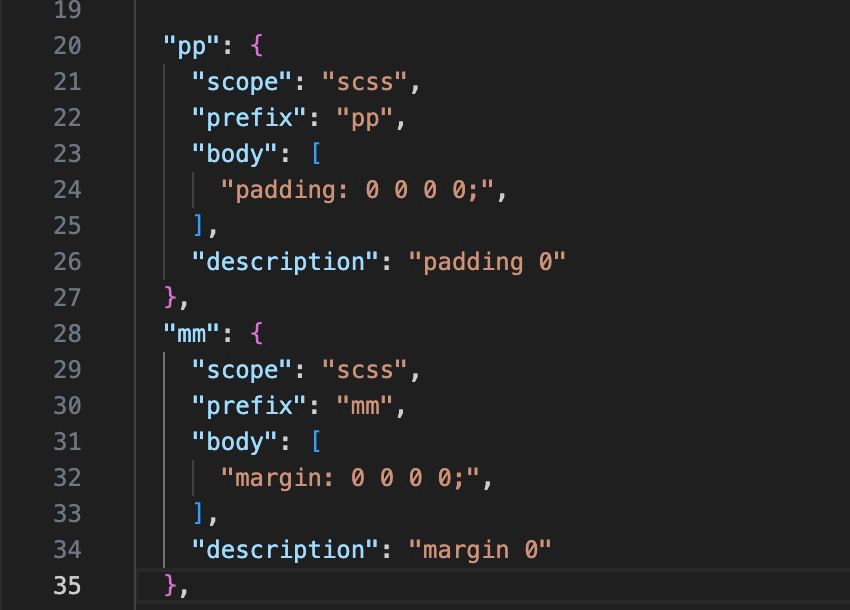 19
20 "pp": {
21 "scope": "scss",
22 "prefix": "pp",
23 "body": [
24 "padding: 0 0 0 0;",
25 ],
26 "description": "padding 0"
27 },
28 "mm": {
29 "scope": "scss",
30 "prefix": "mm",
31 "body": [
32 "margin: 0 0 0 0;",
33 ],
34 "description": "margin 0"
35 },